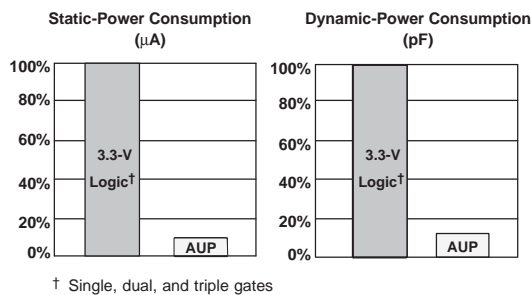 Static-Power Consumption
(μA)
100%
80%
60%
40%
20%
0%
3.3-V
Logic†
AUP
Dynamic-Power Consumption
(pF)
100%
80%
60%
40%
20%
0%
3.3-V
Logic†
AUP
† Single, dual, and triple gates